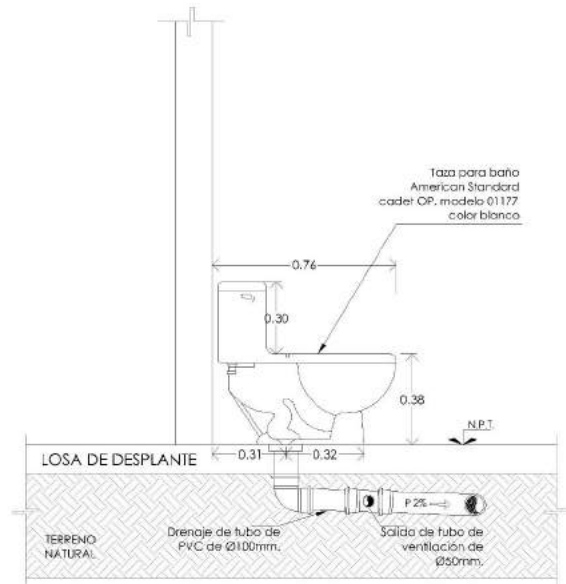 Taza para baño
American Standard
cadet OP, modelo 01177
color blanco
0.76
0.30
0.38
N.P.T.
0.31
0.32
LOSA DE DESPLANTE
P 2%
TERRENO
NATURAL
Drenaje de tubo de
PVC de Ø100mm.
Salida de tubo de
ventilación de
Ø50mm.